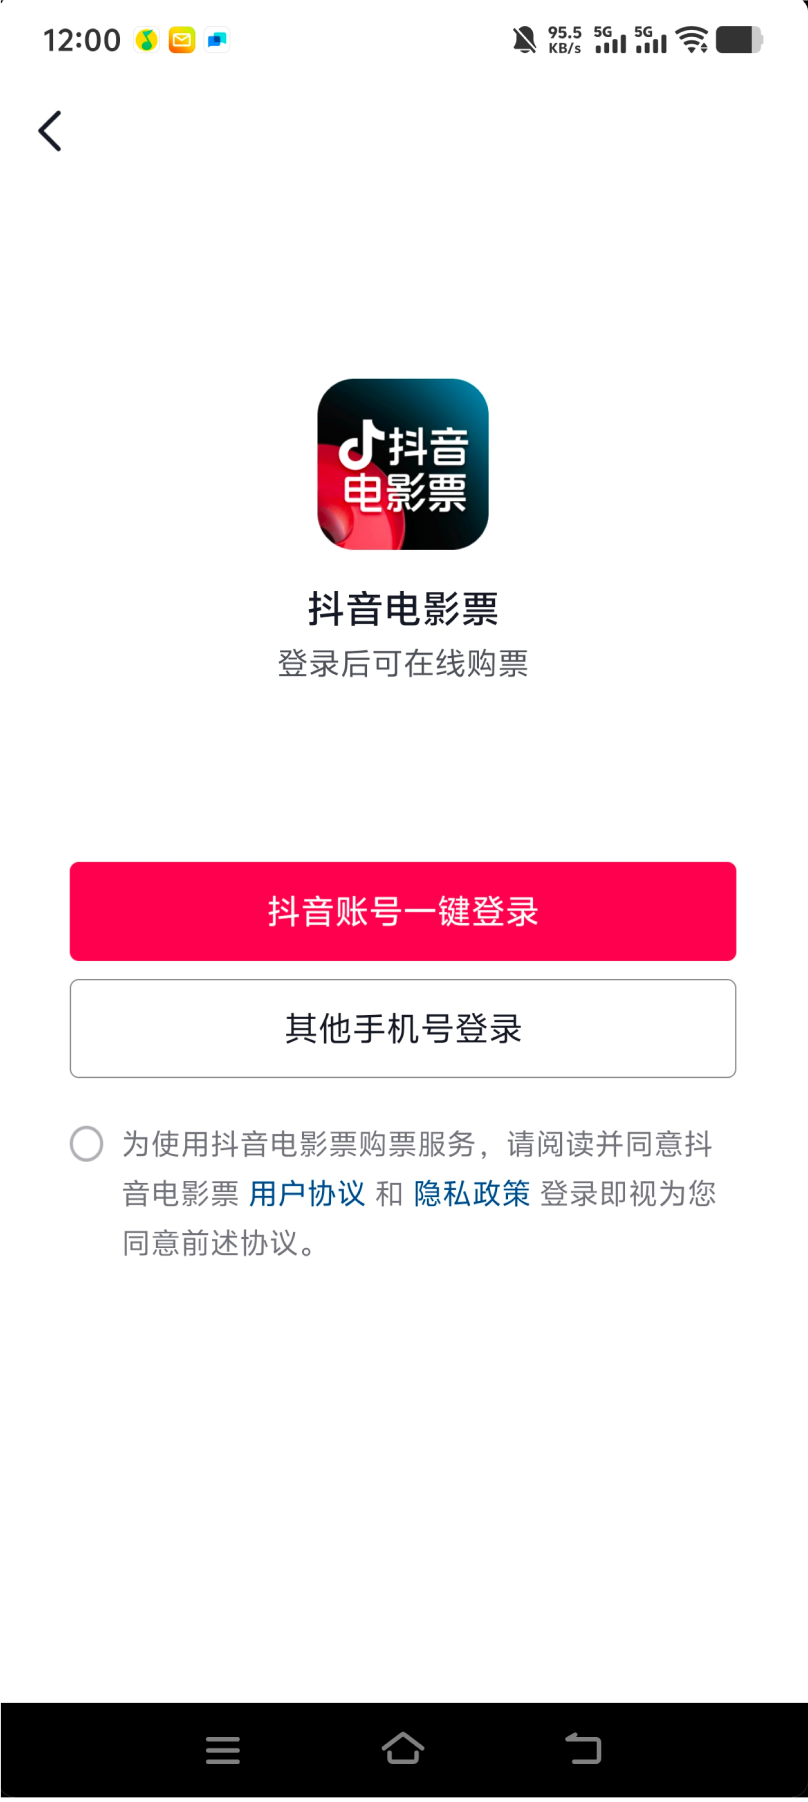 12:00
95.5
KB/s
5G
5G
抖音
电影票
抖音电影票
登录后可在线购票
抖音账号一键登录
其他手机号登录
为使用抖音电影票购票服务，请阅读并同意抖
音电影票 用户协议 和 隐私政策 登录即视为您
同意前述协议。